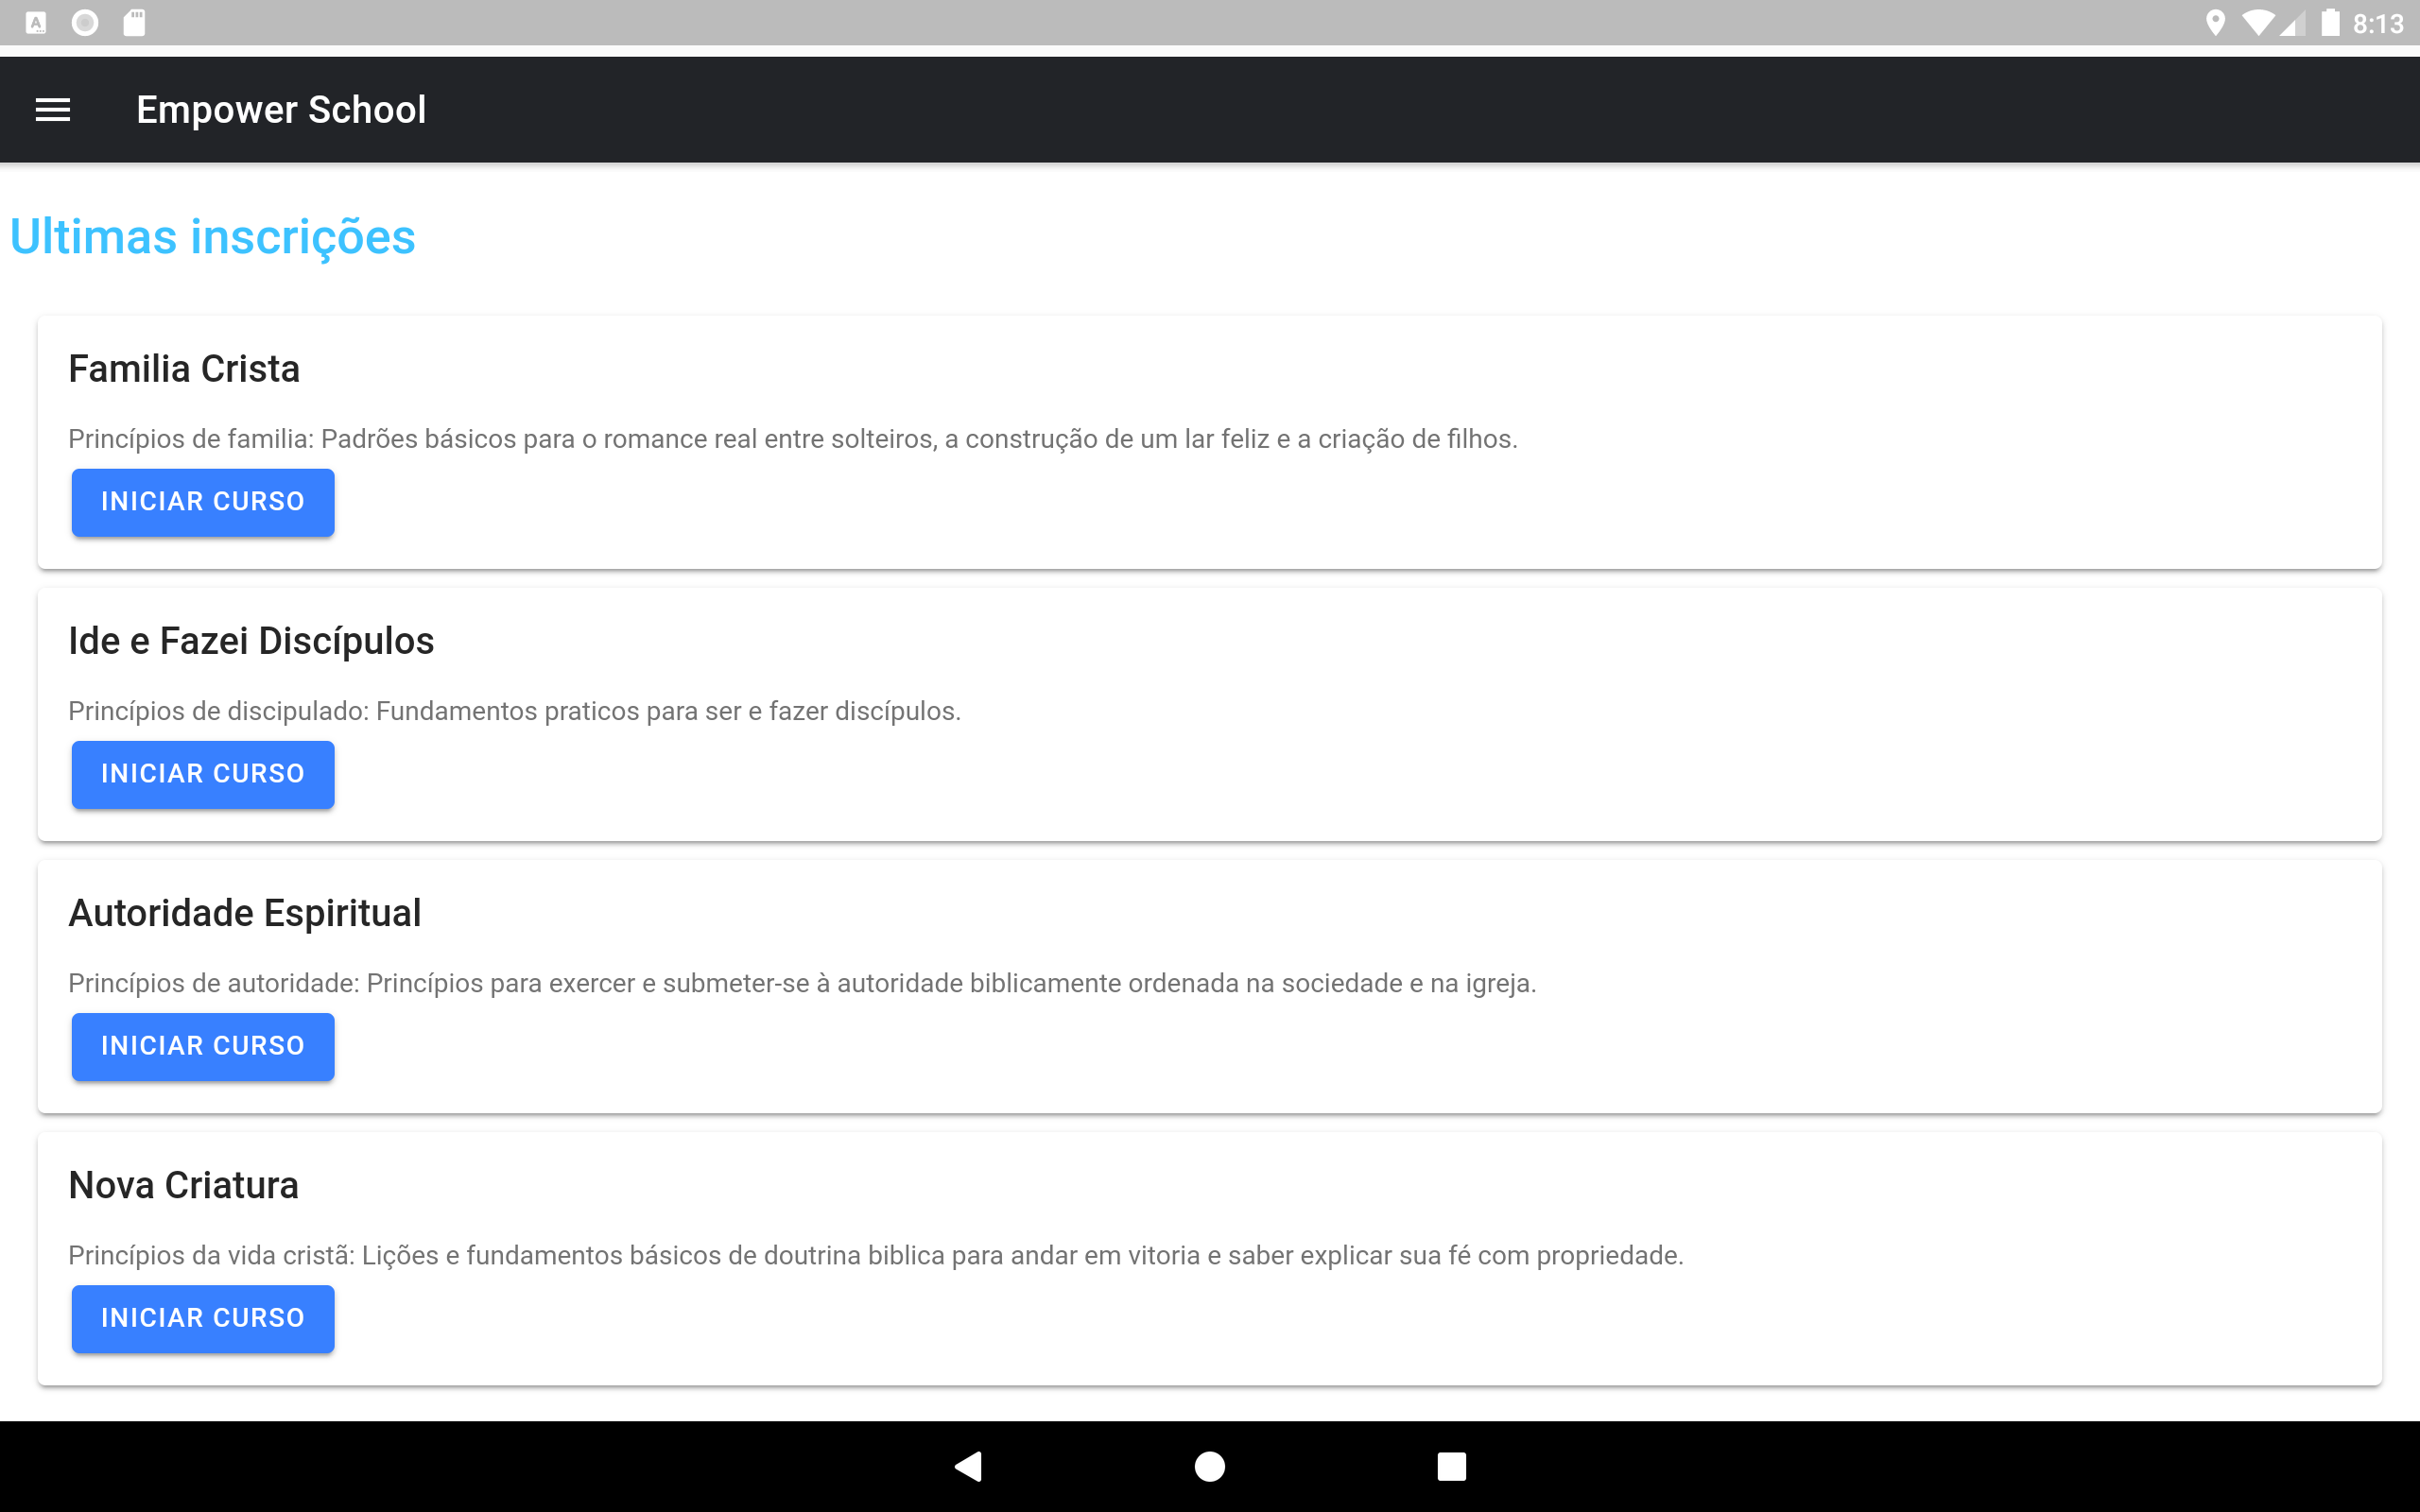 8:13
Empower School
Ultimas inscrições
Familia Crista
Princípios de familia: Padrões básicos para o romance real entre solteiros, a construção de um lar feliz e a criação de filhos.
INICIAR CURSO
Ide e Fazei Discípulos
Princípios de discipulado: Fundamentos praticos para ser e fazer discípulos.
INICIAR CURSO
Autoridade Espiritual
Princípios de autoridade: Princípios para exercer e submeter-se à autoridade biblicamente ordenada na sociedade e na igreja.
INICIAR CURSO
Nova Criatura
Princípios da vida cristã: Lições e fundamentos básicos de doutrina biblica para andar em vitoria e saber explicar sua fé com propriedade.
INICIAR CURSO